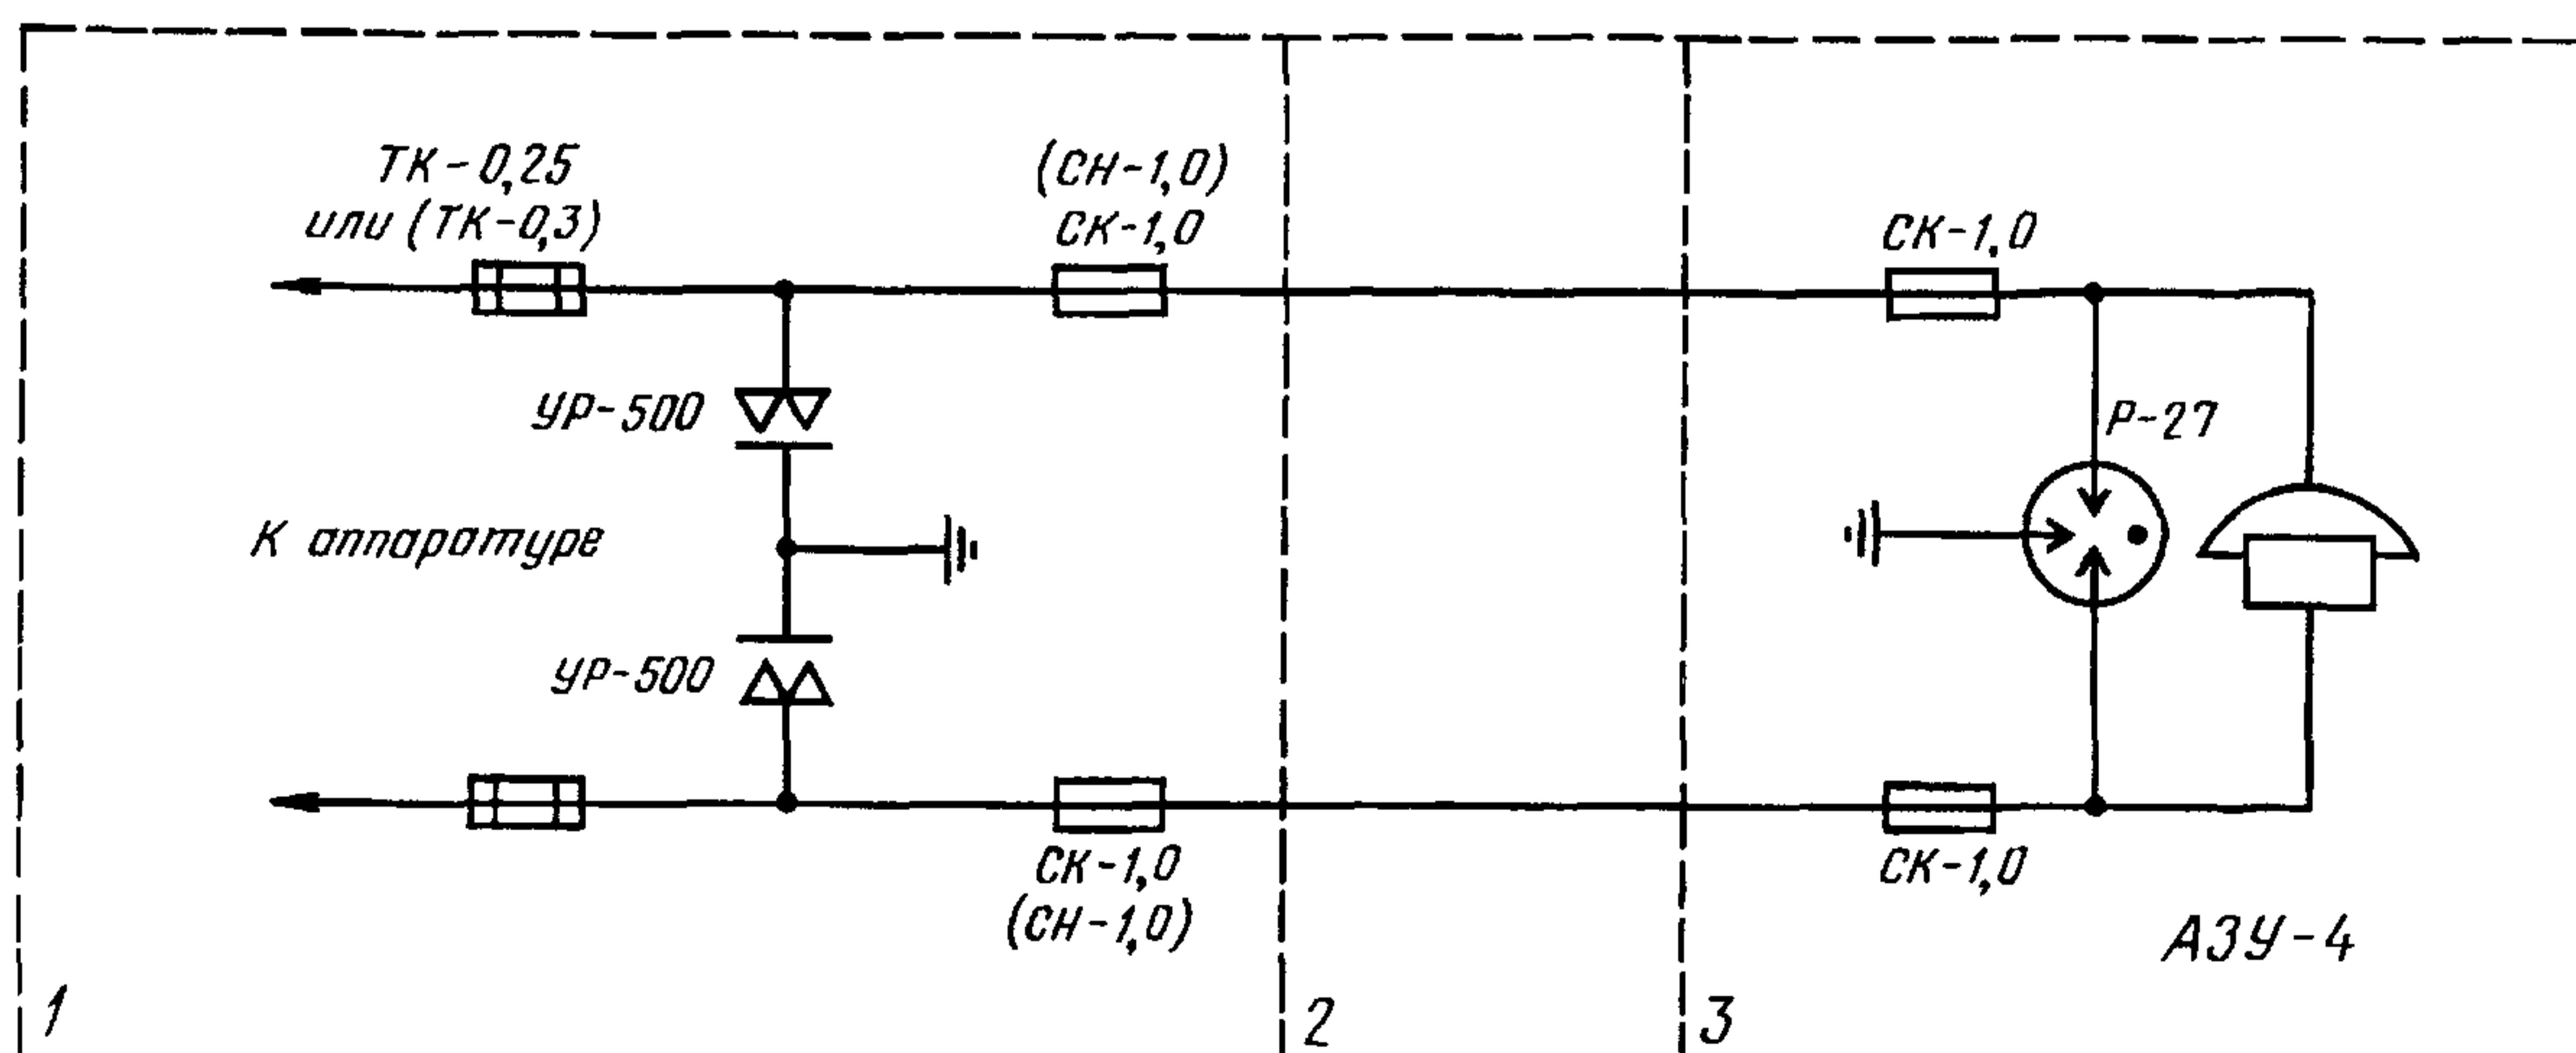 ТК-0,25
или (ТК-0,3)
(СН-1,0)
СК-1,0
СК-1,0
УР-500
Р-27
К аппаратуре
УР-500
СК-1,0
(СН-1,0)
СК-1,0
АЗУ-4
1
2
3